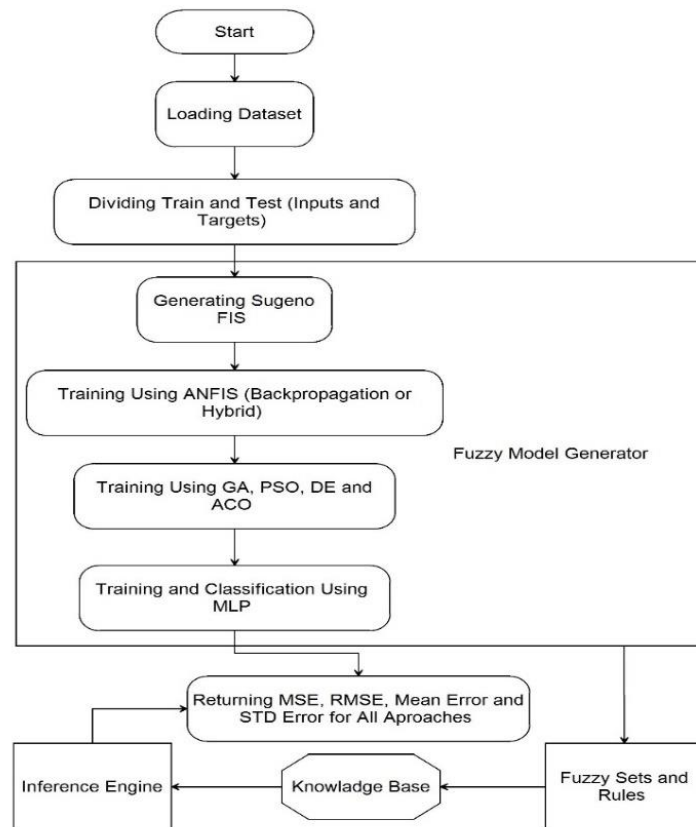 Start
Loading Dataset
Dividing Train and Test (Inputs and
Targets)
Generating Sugeno
FIS
Training Using ANFIS (Backpropagation or
Hybrid)
Fuzzy Model Generator
Training Using GA, PSO, DE and
ACO
Training and Classification Using
MLP
Returning MSE, RMSE, Mean Error and
STD Error for All Aproaches
Inference Engine
Knowladge Base
Fuzzy Sets and
Rules